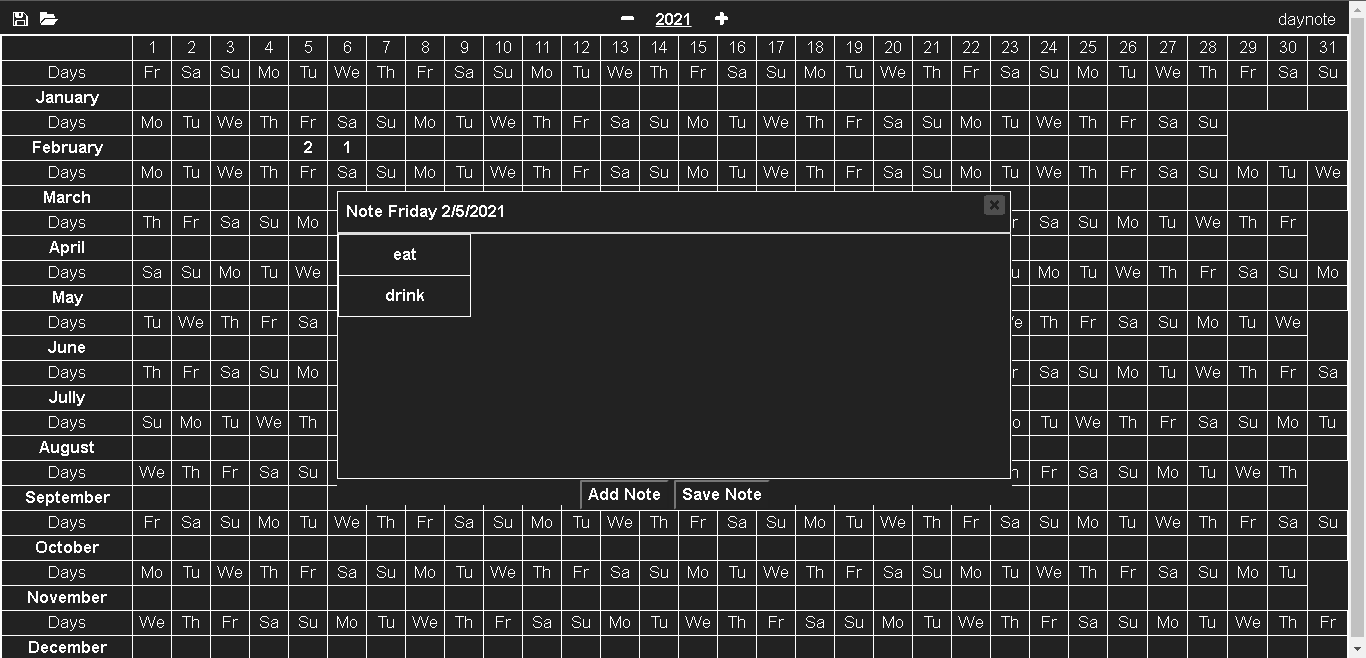 2021 daynote
1 2 3 4 5 6 7 8 9 10 11 12 13 14 15 16 17 18 19 20 21 22 23 24 25 26 27 28 29 30 31
Days Fr Sa Su Mo Tu We Th Fr Sa Su Mo Tu We Th Fr Sa Su Mo Tu We Th Fr Sa Su Mo Tu We Th Fr Sa Su
January
Days Mo Tu We Th Fr Sa Su Mo Tu We Th Fr Sa Su Mo Tu We Th Fr Sa Su Mo Tu We Th Fr Sa Su
February 2 1
Days Mo Tu We Th Fr Sa Su Mo Tu We Th Fr Sa Su Mo Tu We Th Fr Sa Su Mo Tu We Th Fr Sa Su Mo Tu We
March
Days Th Fr Sa Su Mo Sa Su Mo Tu We Th Fr
April
Days Sa Su Mo Tu We Mo Tu We Th Fr Sa Su Mo
May
Days Tu We Th Fr Sa Th Fr Sa Su Mo Tu We
June
Days Th Fr Sa Su Mo Sa Su Mo Tu We Th Fr Sa
Jully
Days Su Mo Tu We Th Tu We Th Fr Sa Su Mo Tu
August
Days We Th Fr Sa Su Fr Sa Su Mo Tu We Th
September
Days Fr Sa Su Mo Tu We Th Fr Sa Su Mo Tu We Th Fr Sa Su Mo Tu We Th Fr Sa Su Mo Tu We Th Fr Sa Su
October
Days Mo Tu We Th Fr Sa Su Mo Tu We Th Fr Sa Su Mo Tu We Th Fr Sa Su Mo Tu We Th Fr Sa Su Mo Tu
November
Days We Th Fr Sa Su Mo Tu We Th Fr Sa Su Mo Tu We Th Fr Sa Su Mo Tu We Th Fr Sa Su Mo Tu We Th Fr
December
Note Friday 2/5/2021
eat
drink
Add Note Save Note